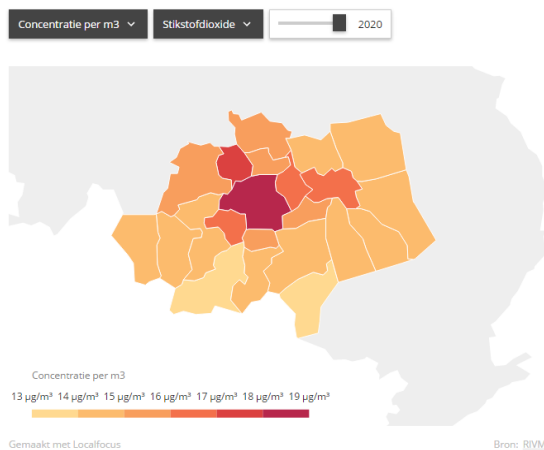 Concentratie per m3
Stikstofdioxide
2020
Concentratie per m3
13 µg/m³ 14 µg/m³ 15 µg/m³ 16 µg/m³ 17 µg/m³ 18 µg/m³ 19 µg/m³
Gemaakt met Localfocus
Bron: RIVM